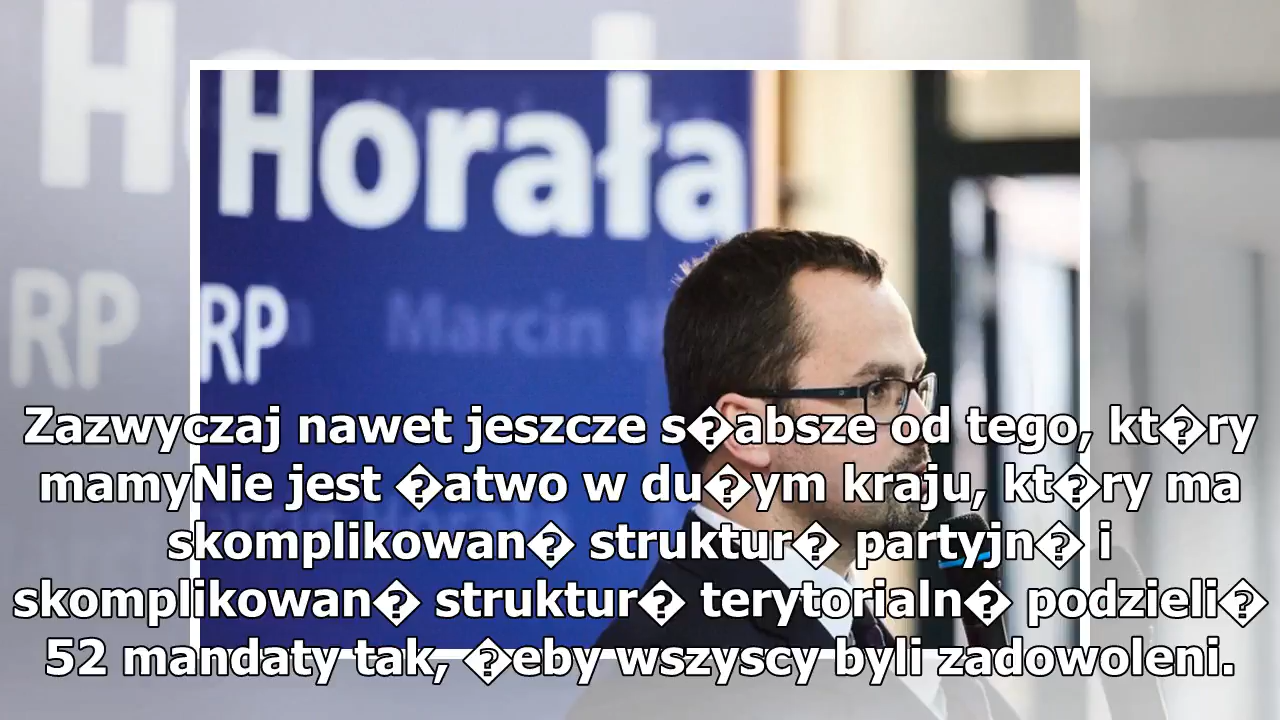 Horała
RP
Marcin
Zazwyczaj nawet jeszcze s�absze od tego, kt�ry
mamyNie jest �atwo w du�ym kraju, kt�ry ma
skomplikowan� struktur� partyjn� i
skomplikowan� struktur� terytorialn� podzieli�
52 mandaty tak, �eby wszyscy byli zadowoleni.